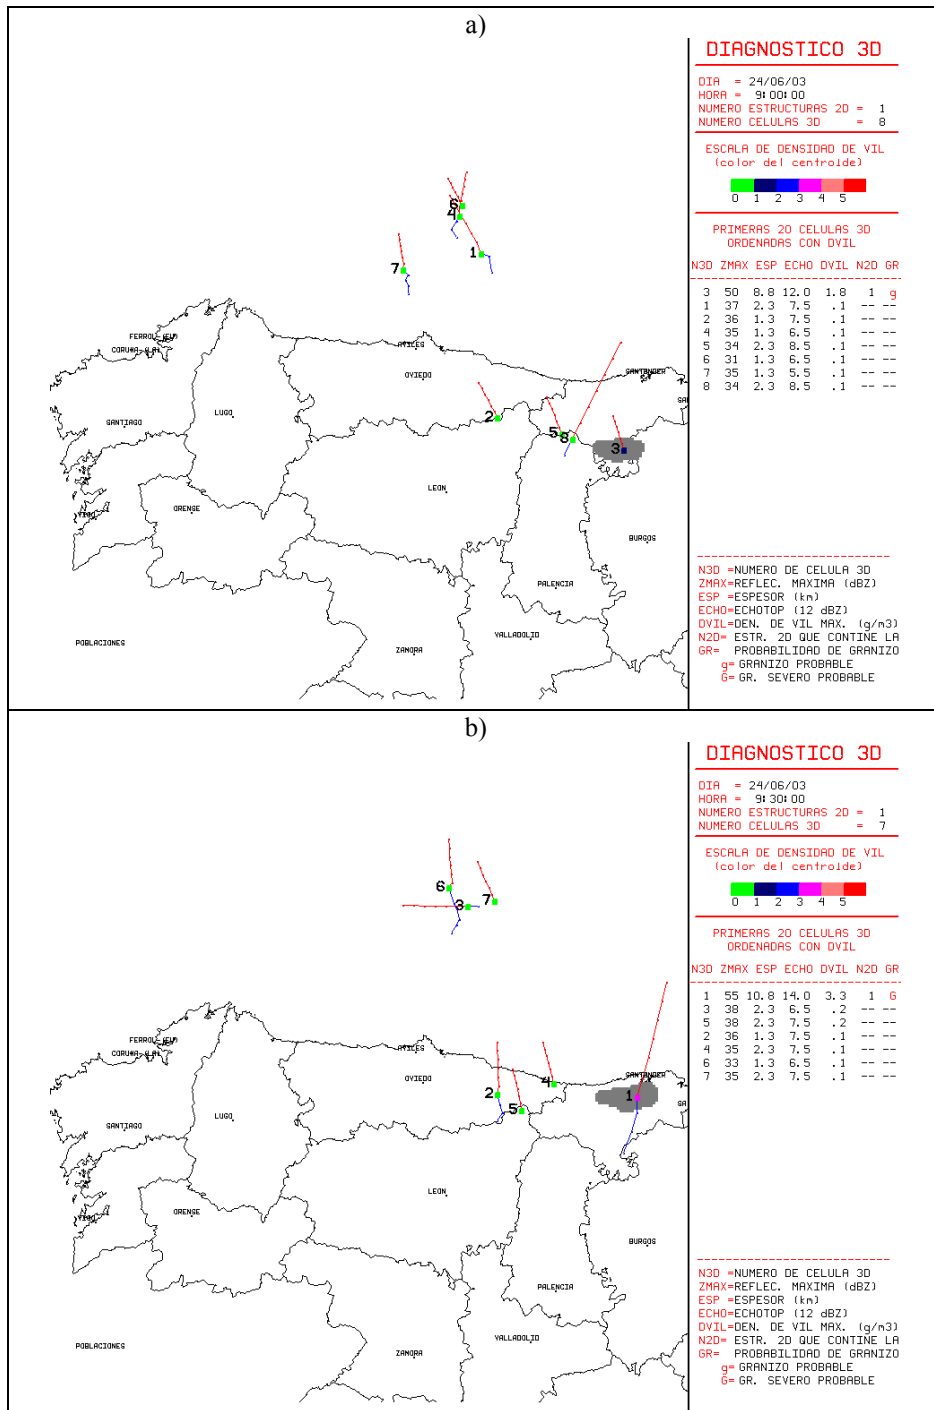 a)
DIAGNOSTICO 3D
DIA = 24/06/03
HORA = 9:00:00
NUMERO ESTRUCTURAS 2D = 1
NUMERO CELULAS 3D = 8
ESCALA DE DENSIDAD DE VIL
(color del centroide)
0 1 2 3 4 5
PRIMERAS 20 CELULAS 3D
ORDENADAS CON DVIL
N3D ZMAX ESP ECHO DVIL N2D GR
3 50 8.8 12.0 1.8 1 g
1 37 2.3 7.5 .1 -- --
2 36 1.3 7.5 .1 -- --
4 35 1.3 6.5 .1 -- --
5 34 2.3 8.5 .1 -- --
6 31 1.3 6.5 .1 -- --
7 35 1.3 5.5 .1 -- --
8 34 2.3 8.5 .1 -- --
N3D =NUMERO DE CELULA 3D
ZMAX=REFLEC. MAXIMA (dBZ)
ESP =ESPESOR (km)
ECHO=ECHOTOP (12 dBZ)
DVIL=DEN. DE VIL MAX. (g/m3)
N2D= ESTR. 2D QUE CONTIÑE LA
GR= PROBABILIDAD DE GRANIZO
g= GRANIZO PROBABLE
G= GR. SEVERO PROBABLE
6
4
1
7
FERROL-(EV)
CORUÑA-(LA)
AVILES
OVIEDO
SANTANDER
LUGO
SANTIAGO
2
5
8
3
LEON
ORENSE
VIGO
BURGOS
PALENCIA
VALLADOLID
POBLACIONES
ZAMORA
b)
DIAGNOSTICO 3D
DIA = 24/06/03
HORA = 9:30:00
NUMERO ESTRUCTURAS 2D = 1
NUMERO CELULAS 3D = 7
ESCALA DE DENSIDAD DE VIL
(color del centroide)
0 1 2 3 4 5
PRIMERAS 20 CELULAS 3D
ORDENADAS CON DVIL
N3D ZMAX ESP ECHO DVIL N2D GR
1 55 10.8 14.0 3.3 1 G
3 38 2.3 6.5 .2 -- --
5 38 2.3 7.5 .2 -- --
2 36 1.3 7.5 .1 -- --
4 35 2.3 7.5 .1 -- --
6 33 1.3 6.5 .1 -- --
7 35 2.3 7.5 .1 -- --
N3D =NUMERO DE CELULA 3D
ZMAX=REFLEC. MAXIMA (dBZ)
ESP =ESPESOR (km)
ECHO=ECHOTOP (12 dBZ)
DVIL=DEN. DE VIL MAX. (g/m3)
N2D= ESTR. 2D QUE CONTIÑE LA
GR= PROBABILIDAD DE GRANIZO
g= GRANIZO PROBABLE
G= GR. SEVERO PROBABLE
6
3
7
FERROL-(EV)
CORUÑA-(LA)
AVILES
OVIEDO
SANTANDER
2
4
5
1
LUGO
SANTIAGO
LEON
ORENSE
VIGO
BURGOS
PALENCIA
VALLADOLID
POBLACIONES
ZAMORA